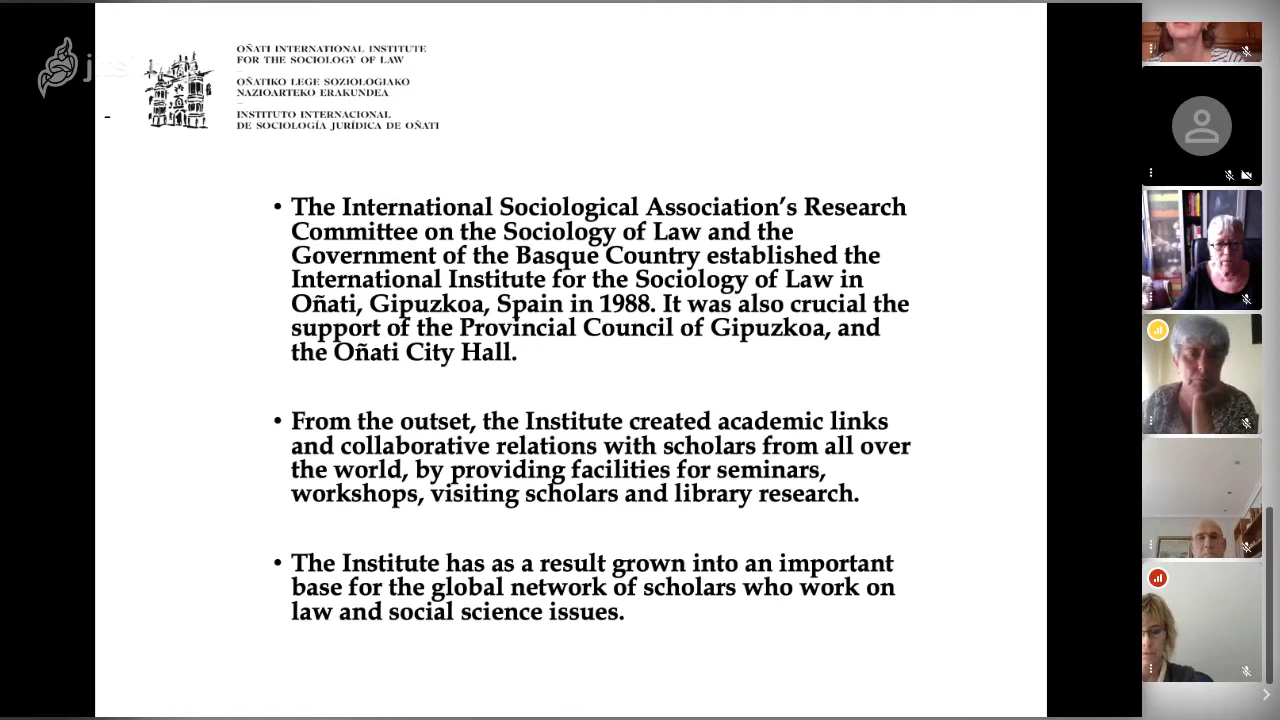 OÑATI INTERNATIONAL INSTITUTE
FOR THE SOCIOLOGY OF LAW
OÑATIKO LEGE SOZIOLOGIAKO
NAZIOARTEKO ERAKUNDEA
INSTITUTO INTERNACIONAL
DE SOCIOLOGÍA JURÍDICA DE OÑATI
• The International Sociological Association's Research
Committee on the Sociology of Law and the
Government of the Basque Country established the
International Institute for the Sociology of Law in
Oñati, Gipuzkoa, Spain in 1988. It was also crucial the
support of the Provincial Council of Gipuzkoa, and
the Oñati City Hall.
• From the outset, the Institute created academic links
and collaborative relations with scholars from all over
the world, by providing facilities for seminars,
workshops, visiting scholars and library research.
• The Institute has as a result grown into an important
base for the global network of scholars who work on
law and social science issues.